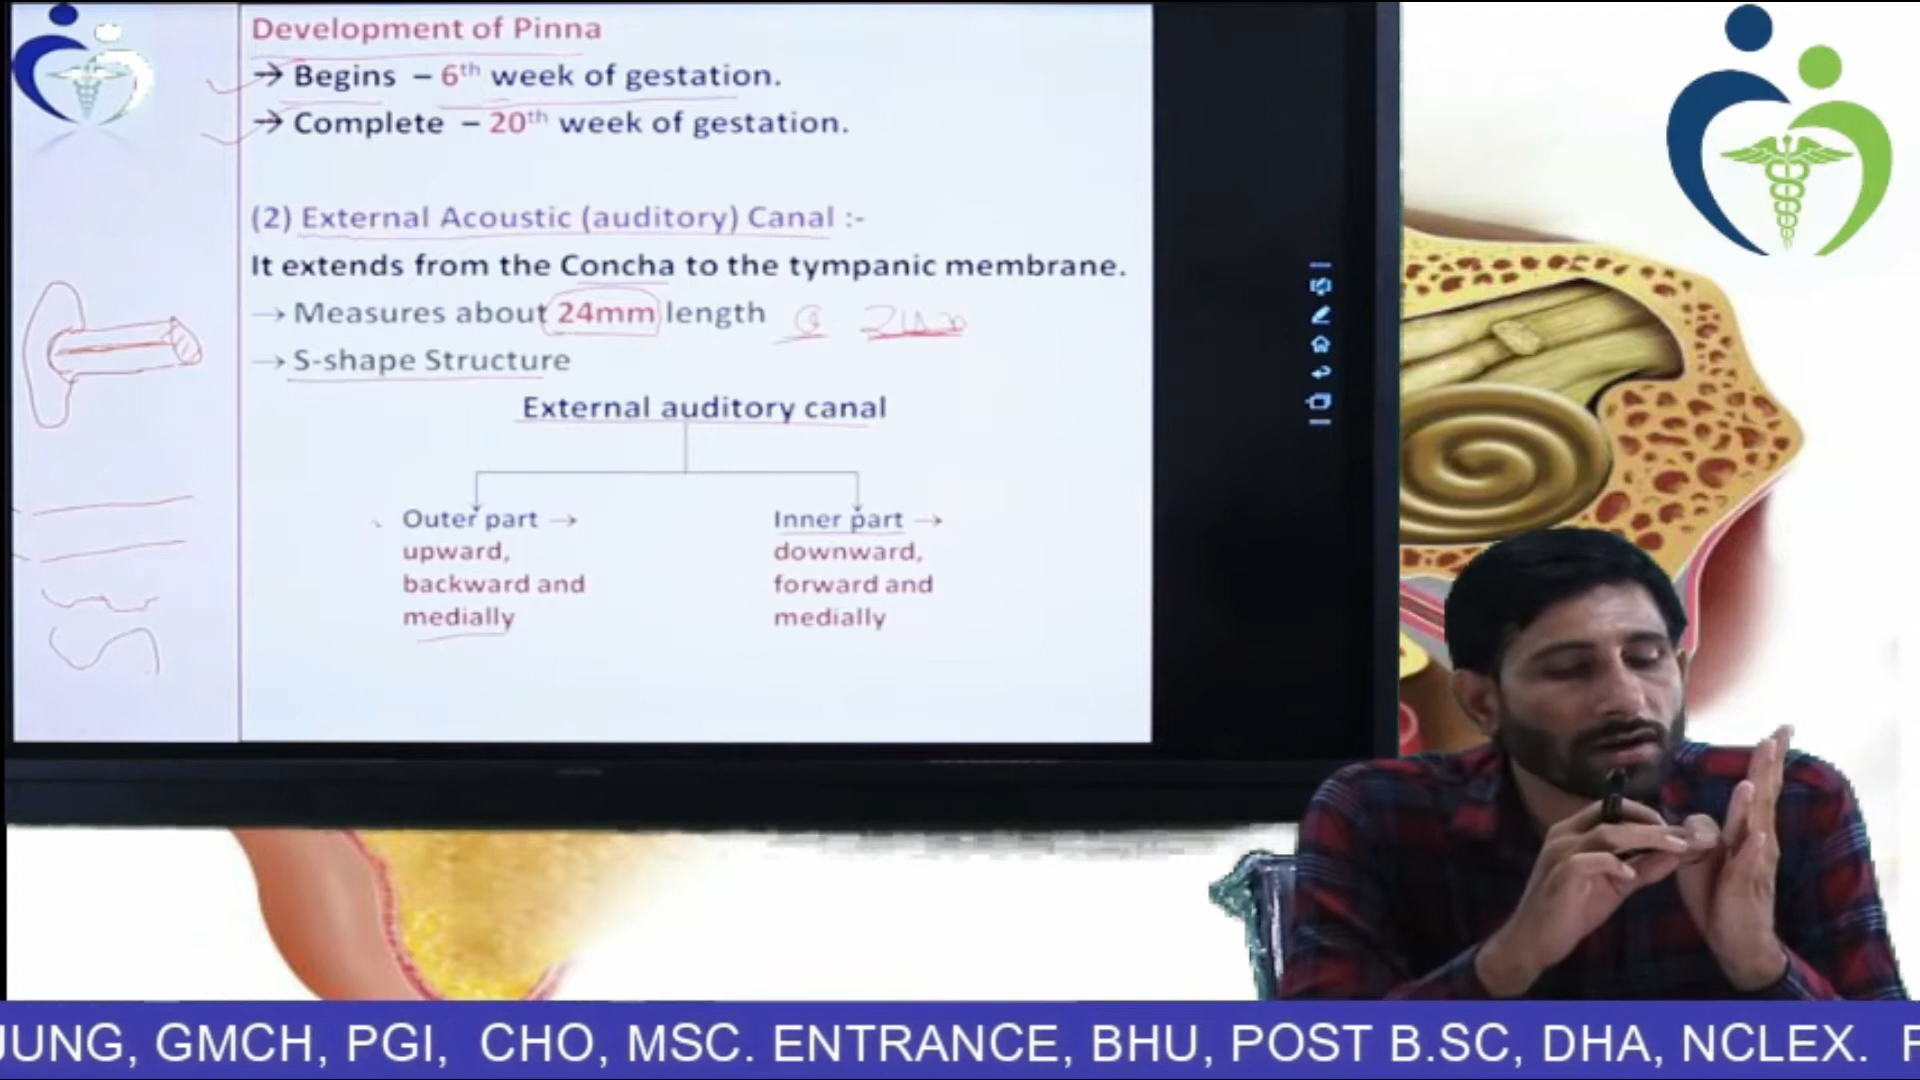 Development of Pinna
→ Begins – 6th week of gestation.
→ Complete – 20th week of gestation.
(2) External Acoustic (auditory) Canal :-
It extends from the Concha to the tympanic membrane.
→ Measures about 24mm length
→ S-shape Structure
External auditory canal
Outer part →
upward,
backward and
medially
Inner part →
downward,
forward and
medially
JUNG, GMCH, PGI, CHO, MSC. ENTRANCE, BHU, POST B.SC, DHA, NCLEX.